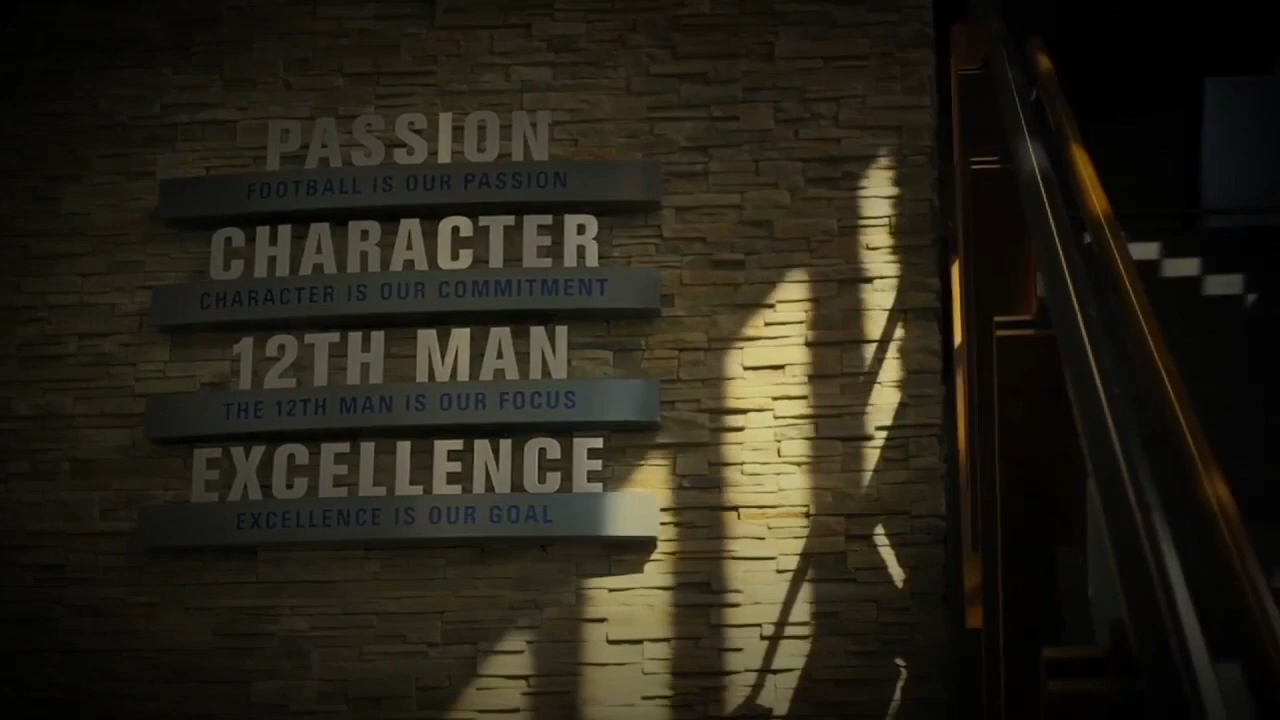 PASSION
FOOTBALL IS OUR PASSION
CHARACTER
CHARACTER IS OUR COMMITMENT
12TH MAN
THE 12TH MAN IS OUR FOCUS
EXCELLENCE
EXCELLENCE IS OUR GOAL